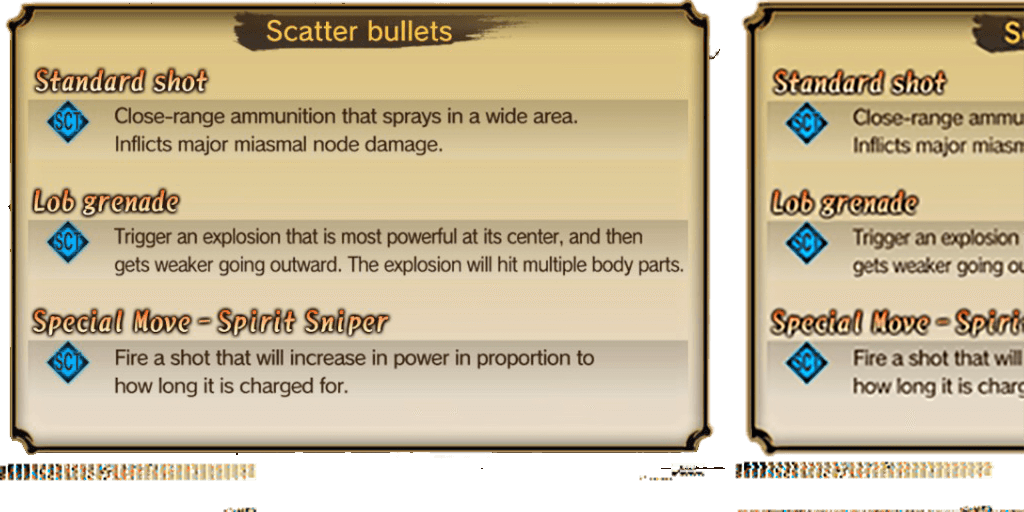 Scatter bullets
Standard shot
SCT
Close-range ammunition that sprays in a wide area.
Inflicts major miasmal node damage.
Lob grenade
SCT
Trigger an explosion that is most powerful at its center, and then
gets weaker going outward. The explosion will hit multiple body parts.
Special Move – Spirit Sniper
SCT
Fire a shot that will increase in power in proportion to
how long it is charged for.
S
Standard shot
SCT
Close-range ammu
Inflicts major miasm
Lob grenade
SCT
Trigger an explosion
gets weaker going ou
Special Move – Spirit
SCT
Fire a shot that will
how long it is charg